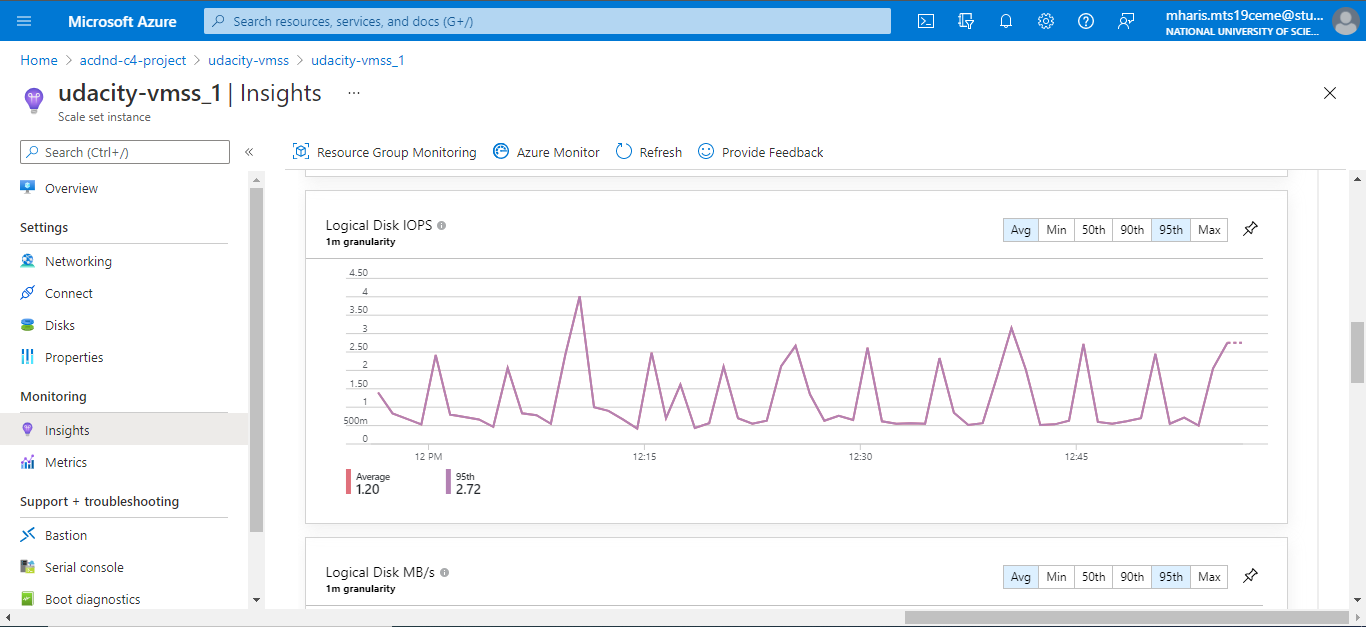 Microsoft Azure
Search resources, services, and docs (G+/)
mharis.mts19ceme@stu...
NATIONAL UNIVERSITY OF SCIE...
Home > acdnd-c4-project > udacity-vmss > udacity-vmss_1
udacity-vmss_1 | Insights ...
Scale set instance
Search (Ctrl+/)
«
Overview
Settings
Networking
Connect
Disks
Properties
Monitoring
Insights
Metrics
Support + troubleshooting
Bastion
Serial console
Boot diagnostics
Resource Group Monitoring
Azure Monitor
Refresh
Provide Feedback
Logical Disk IOPS
1m granularity
Avg Min 50th 90th 95th Max
4.50
4
3.50
3
2.50
2
1.50
1
500m
0
12 PM 12:15 12:30 12:45
Average
1.20
95th
2.72
Logical Disk MB/s
1m granularity
Avg Min 50th 90th 95th Max